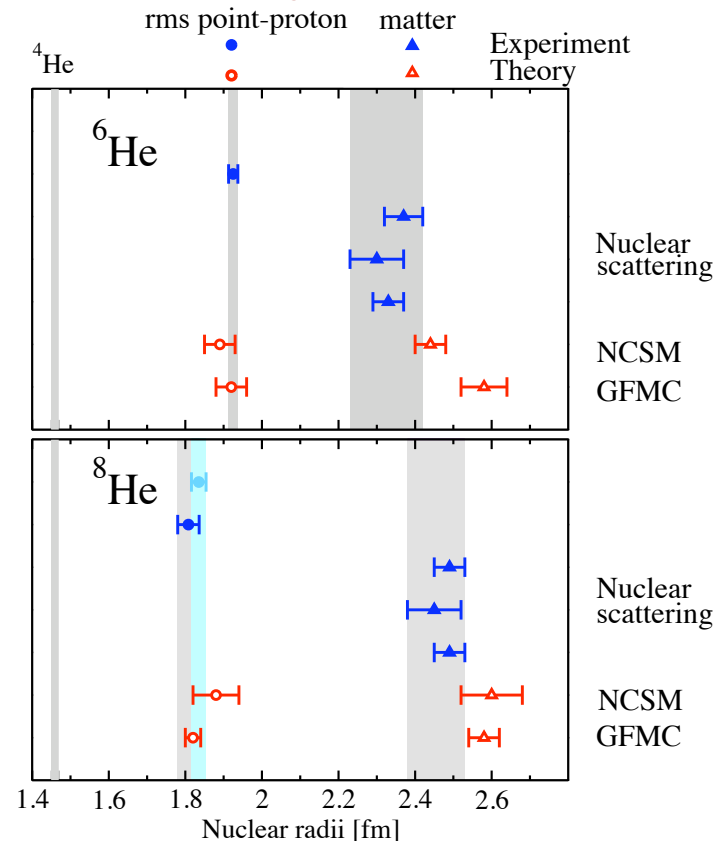 rms point-proton matter
Experiment
⁴He
Theory
⁶He
Nuclear
scattering
NCSM
GFMC
⁸He
Nuclear
scattering
NCSM
GFMC
1.4 1.6 1.8 2 2.2 2.4 2.6
Nuclear radii [fm]